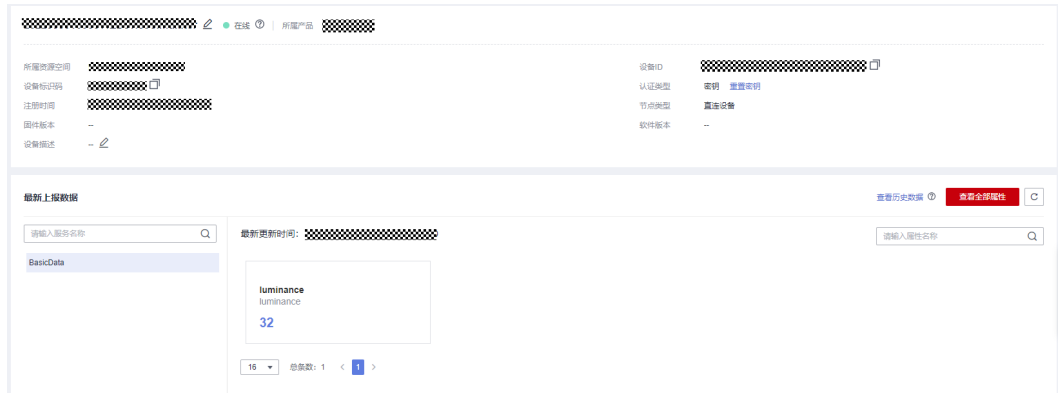 在线 所属产品
所属资源空间
设备ID
设备标识码
认证类型 密钥 重置密钥
注册时间
节点类型 直连设备
固件版本 --
软件版本 --
设备描述 --
最新上报数据
查看历史数据 查看全部属性
请输入服务名称
最新更新时间:
请输入属性名称
BasicData
luminance
luminance
32
16 总条数: 1 < 1 >